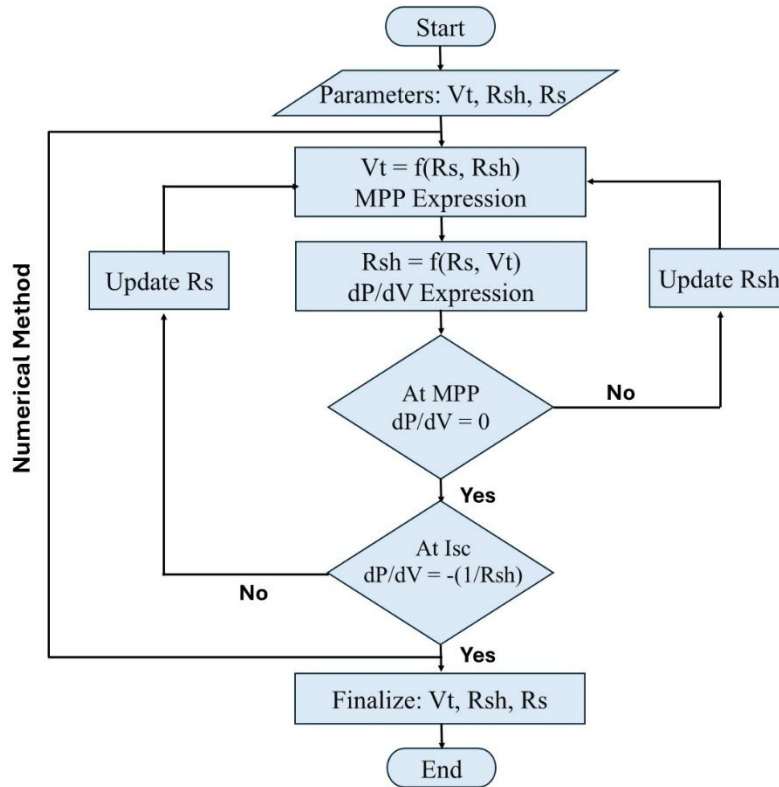 Start
Parameters: Vt, Rsh, Rs
Vt = f(Rs, Rsh)
MPP Expression
Rsh = f(Rs, Vt)
dP/dV Expression
Update Rs
Update Rsh
Numerical Method
At MPP
dP/dV = 0
No
Yes
At Isc
dP/dV = -(1/Rsh)
No
Yes
Finalize: Vt, Rsh, Rs
End